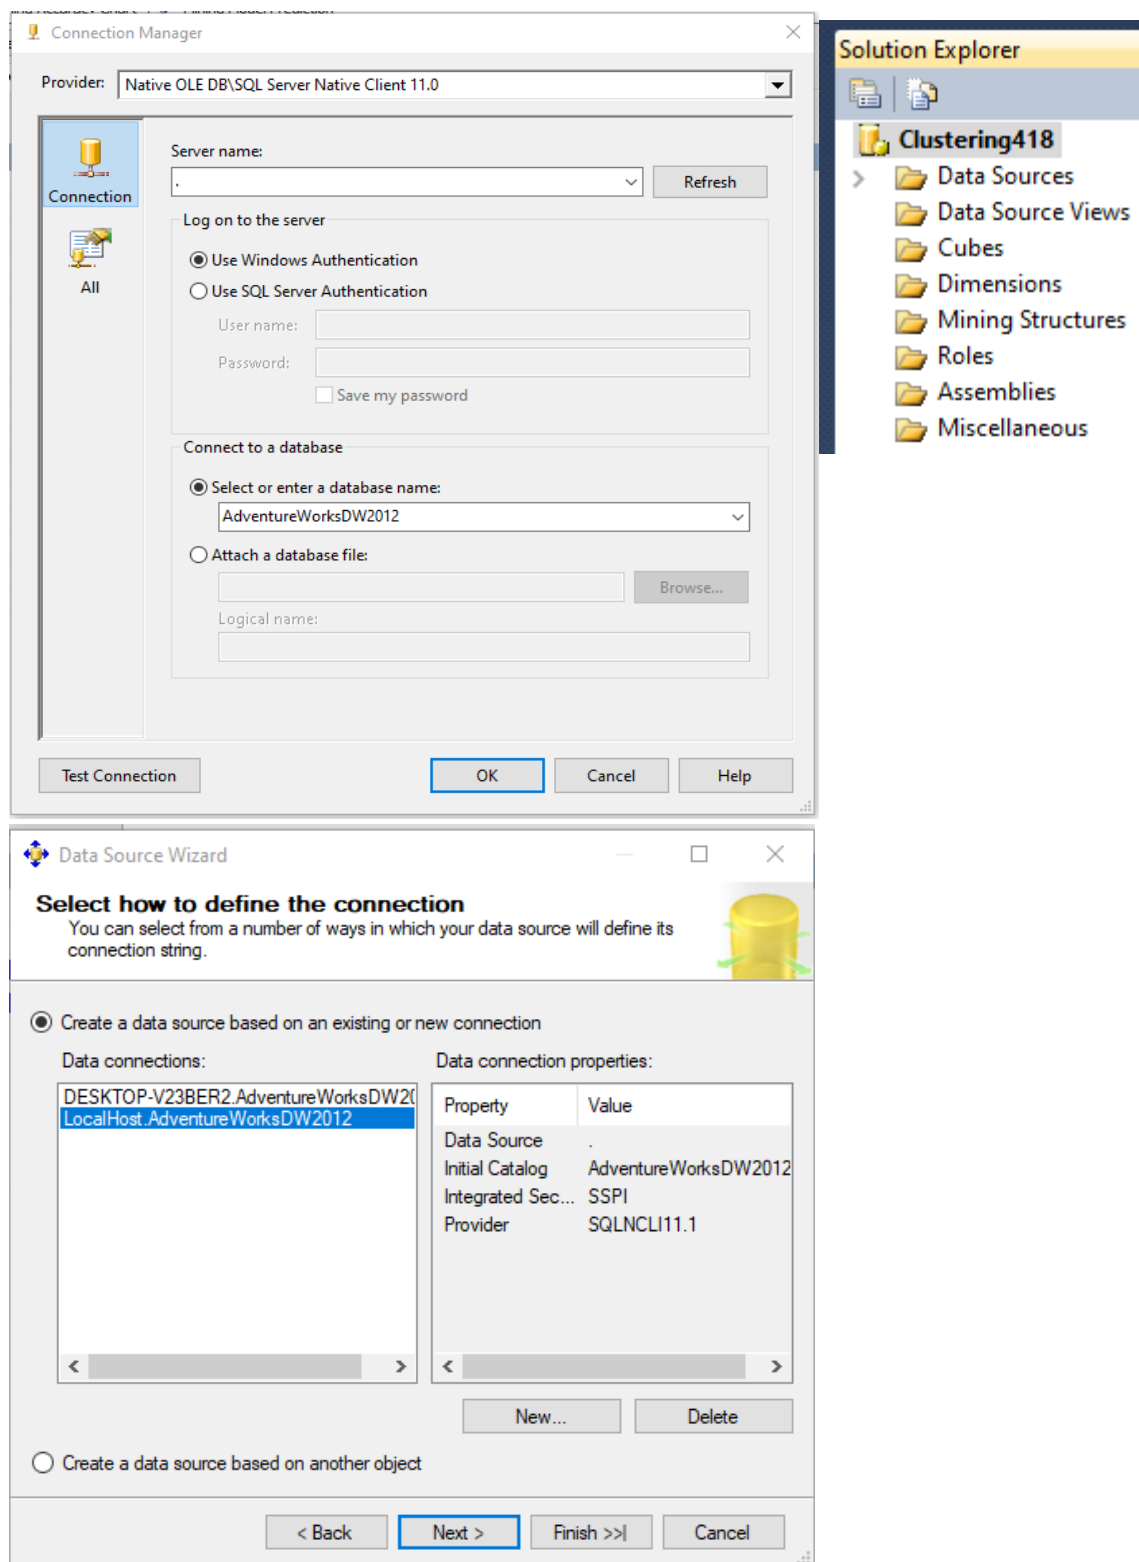 Connection Manager
Provider:
Native OLE DB\SQL Server Native Client 11.0
Connection
All
Server name:
.
Refresh
Log on to the server
Use Windows Authentication
Use SQL Server Authentication
User name:
Password:
Save my password
Connect to a database
Select or enter a database name:
AdventureWorksDW2012
Attach a database file:
Browse...
Logical name:
Test Connection
OK
Cancel
Help
Solution Explorer
Clustering418
Data Sources
Data Source Views
Cubes
Dimensions
Mining Structures
Roles
Assemblies
Miscellaneous
Data Source Wizard
Select how to define the connection
You can select from a number of ways in which your data source will define its
connection string.
Create a data source based on an existing or new connection
Data connections:
DESKTOP-V23BER2.AdventureWorksDW20
LocalHost.AdventureWorksDW2012
Data connection properties:
Property Value
Data Source .
Initial Catalog AdventureWorksDW2012
Integrated Sec... SSPI
Provider SQLNCLI11.1
New...
Delete
Create a data source based on another object
< Back
Next >
Finish >>|
Cancel